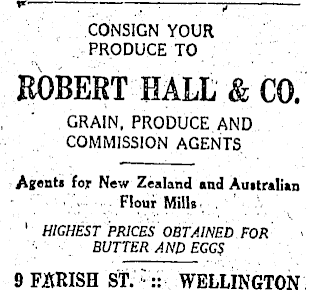 CONSIGN YOUR
PRODUCE TO
ROBERT HALL & CO.
GRAIN, PRODUCE AND
COMMISSION AGENTS
Agents for New Zealand and Australian
Flour Mills
HIGHEST PRICES OBTAINED FOR
BUTTER AND EGGS
9 FARISH ST. :: WELLINGTON